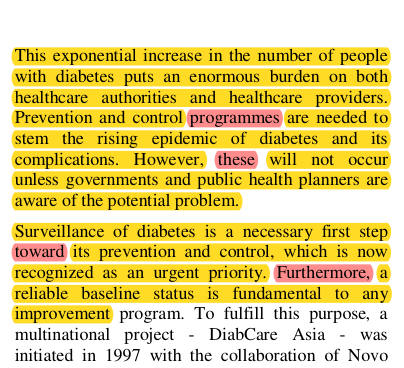 This exponential increase in the number of people
with diabetes puts an enormous burden on both
healthcare authorities and healthcare providers.
Prevention and control programmes are needed to
stem the rising epidemic of diabetes and its
complications. However, these will not occur
unless governments and public health planners are
aware of the potential problem.
Surveillance of diabetes is a necessary first step
toward its prevention and control, which is now
recognized as an urgent priority. Furthermore, a
reliable baseline status is fundamental to any
improvement program. To fulfill this purpose, a
multinational project - DiabCare Asia - was
initiated in 1997 with the collaboration of Novo